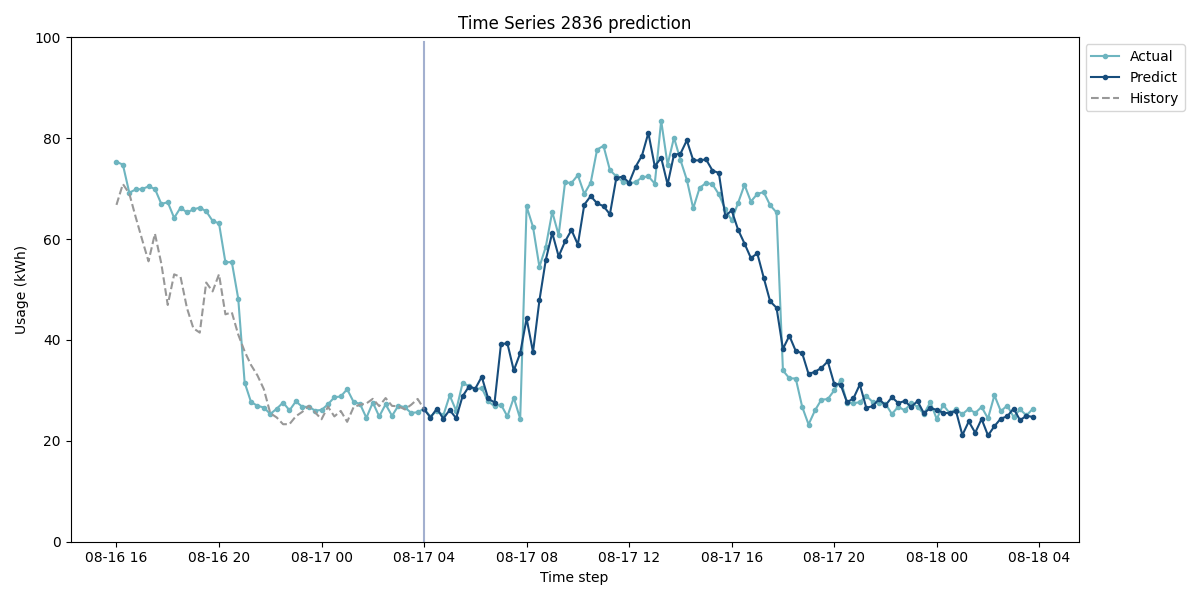 Time Series 2836 prediction
Usage (kWh)
100
80
60
40
20
0
08-16 16
08-16 20
08-17 00
08-17 04
08-17 08
08-17 12
08-17 16
08-17 20
08-18 00
08-18 04
Time step
Actual
Predict
History